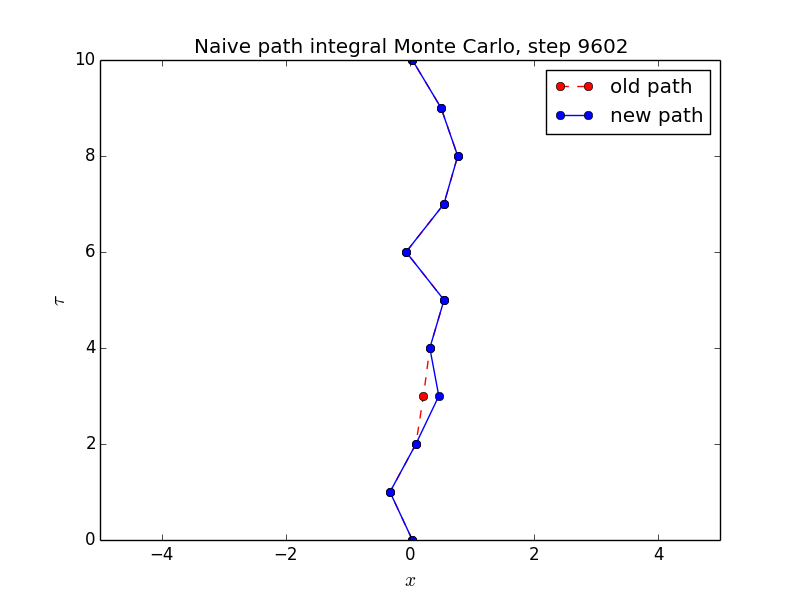 Naive path integral Monte Carlo, step 9602
old path
new path
10
8
6
4
2
0
τ
−4
−2
0
2
4
x